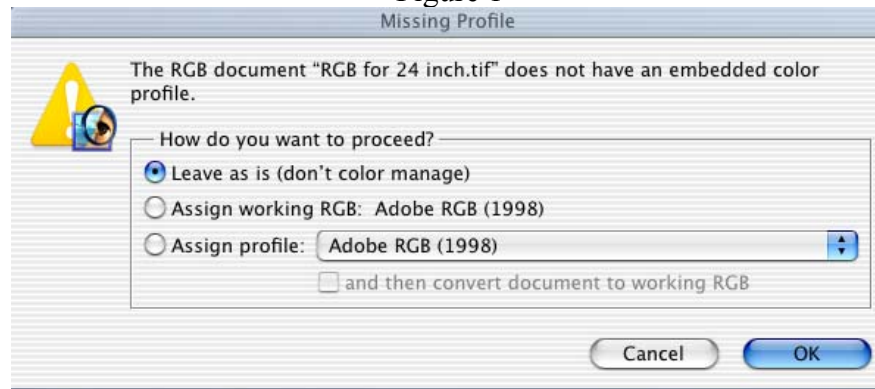 Missing Profile
The RGB document “RGB for 24 inch.tif” does not have an embedded color
profile.
How do you want to proceed?
Leave as is (don’t color manage)
Assign working RGB: Adobe RGB (1998)
Assign profile: Adobe RGB (1998)
and then convert document to working RGB
Cancel OK